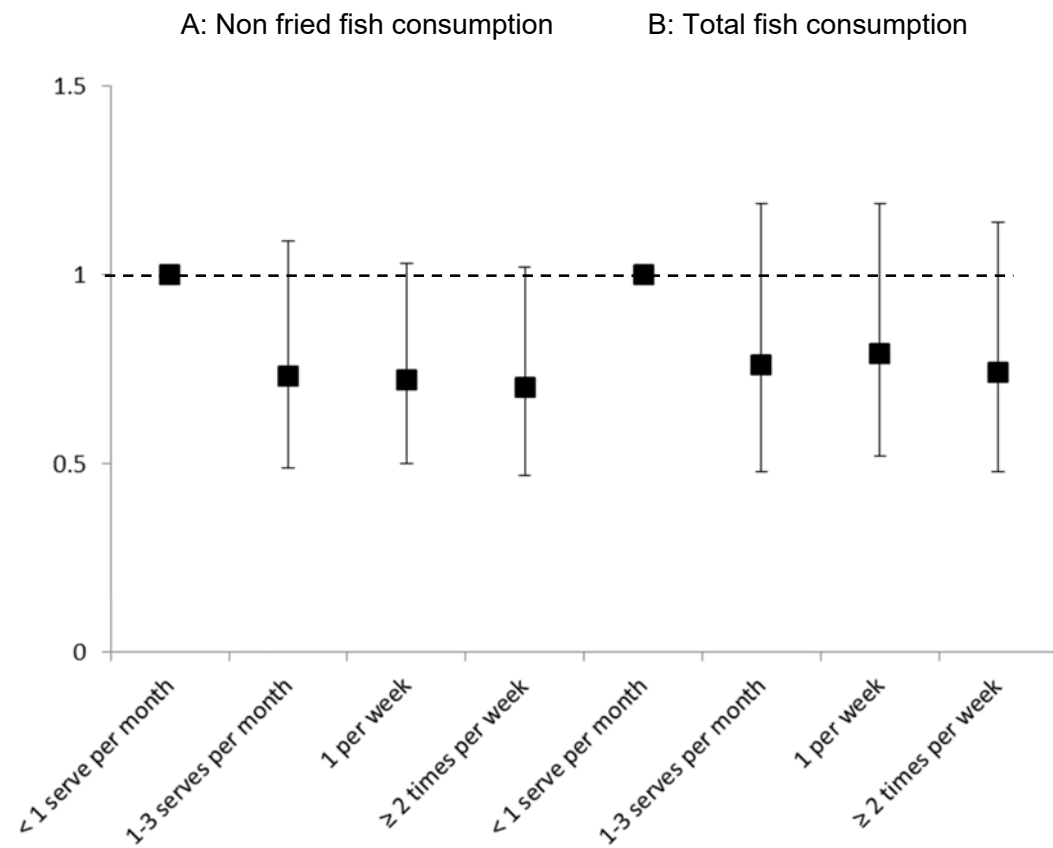 A: Non fried fish consumption
B: Total fish consumption
1.5
1
0.5
0
< 1 serve per month
1-3 serves per month
1 per week
≥ 2 times per week
< 1 serve per month
1-3 serves per month
1 per week
≥ 2 times per week